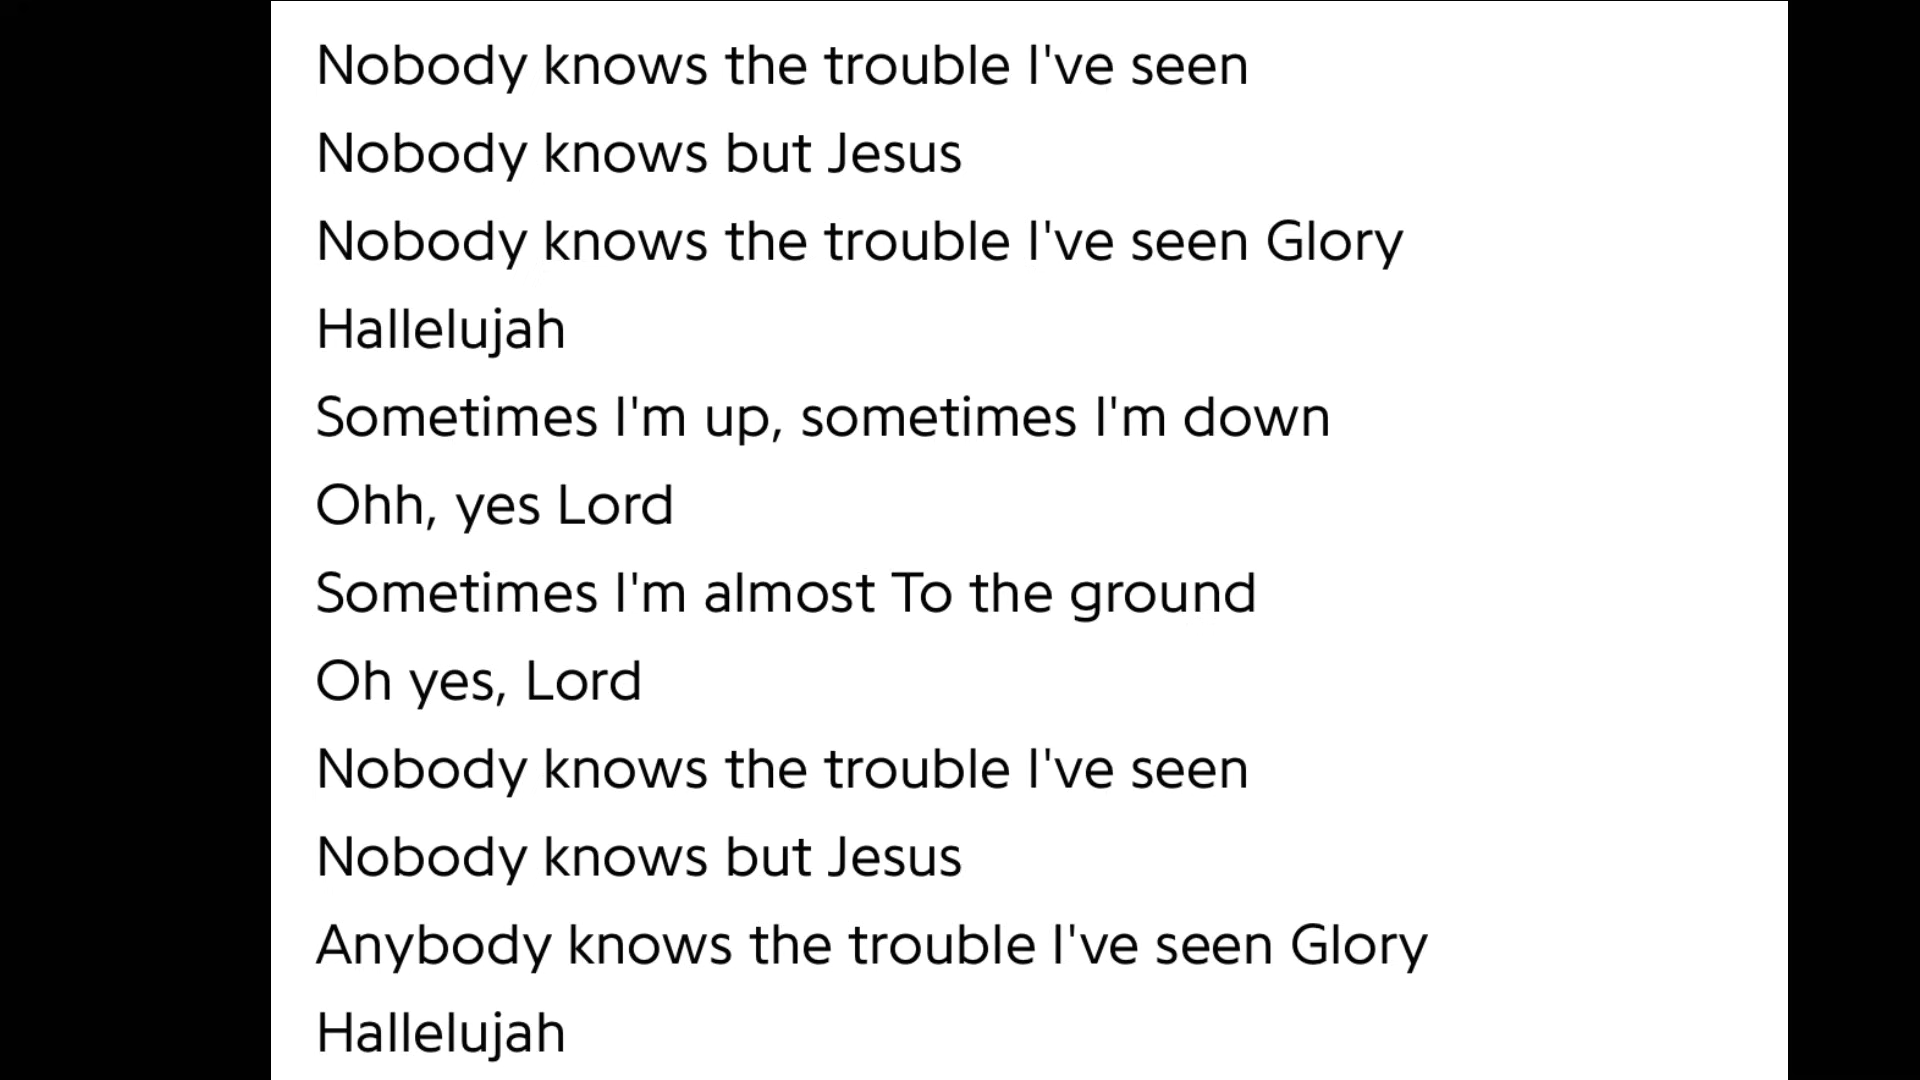 Nobody knows the trouble I've seen
Nobody knows but Jesus
Nobody knows the trouble I've seen Glory
Hallelujah
Sometimes I'm up, sometimes I'm down
Ohh, yes Lord
Sometimes I'm almost To the ground
Oh yes, Lord
Nobody knows the trouble I've seen
Nobody knows but Jesus
Anybody knows the trouble I've seen Glory
Hallelujah